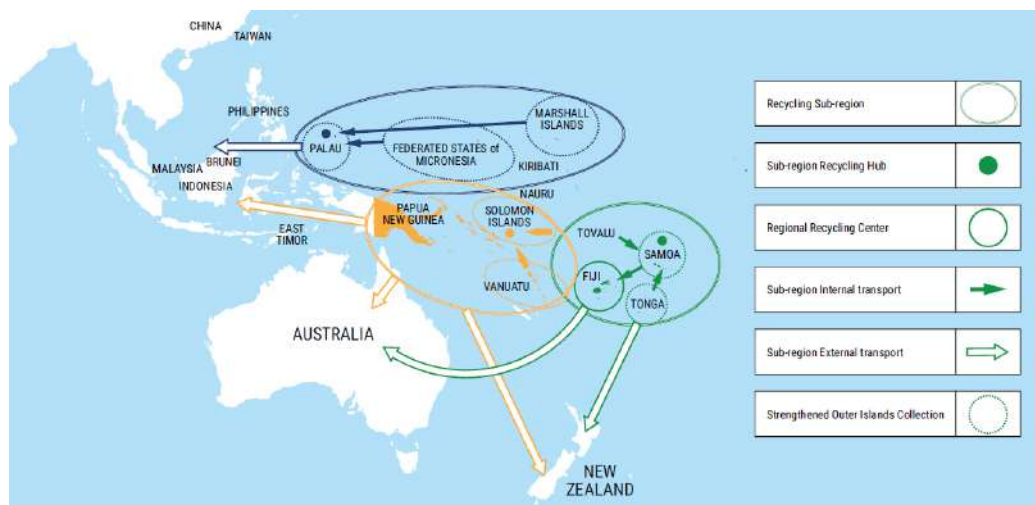 CHINA
TAIWAN
PHILIPPINES
MARSHALL
ISLANDS
PALAU
FEDERATED STATES of
MICRONESIA
KIRIBATI
BRUNEI
MALAYSIA
INDONESIA
NAURU
PAPUA
NEW GUINEA
SOLOMON
ISLANDS
EAST
TIMOR
TOVALU
SAMOA
FIJI
VANUATU
TONGA
AUSTRALIA
NEW
ZEALAND
Recycling Sub-region
Sub-region Recycling Hub
Regional Recycling Center
Sub-region Internal transport
Sub-region External transport
Strengthened Outer Islands Collection